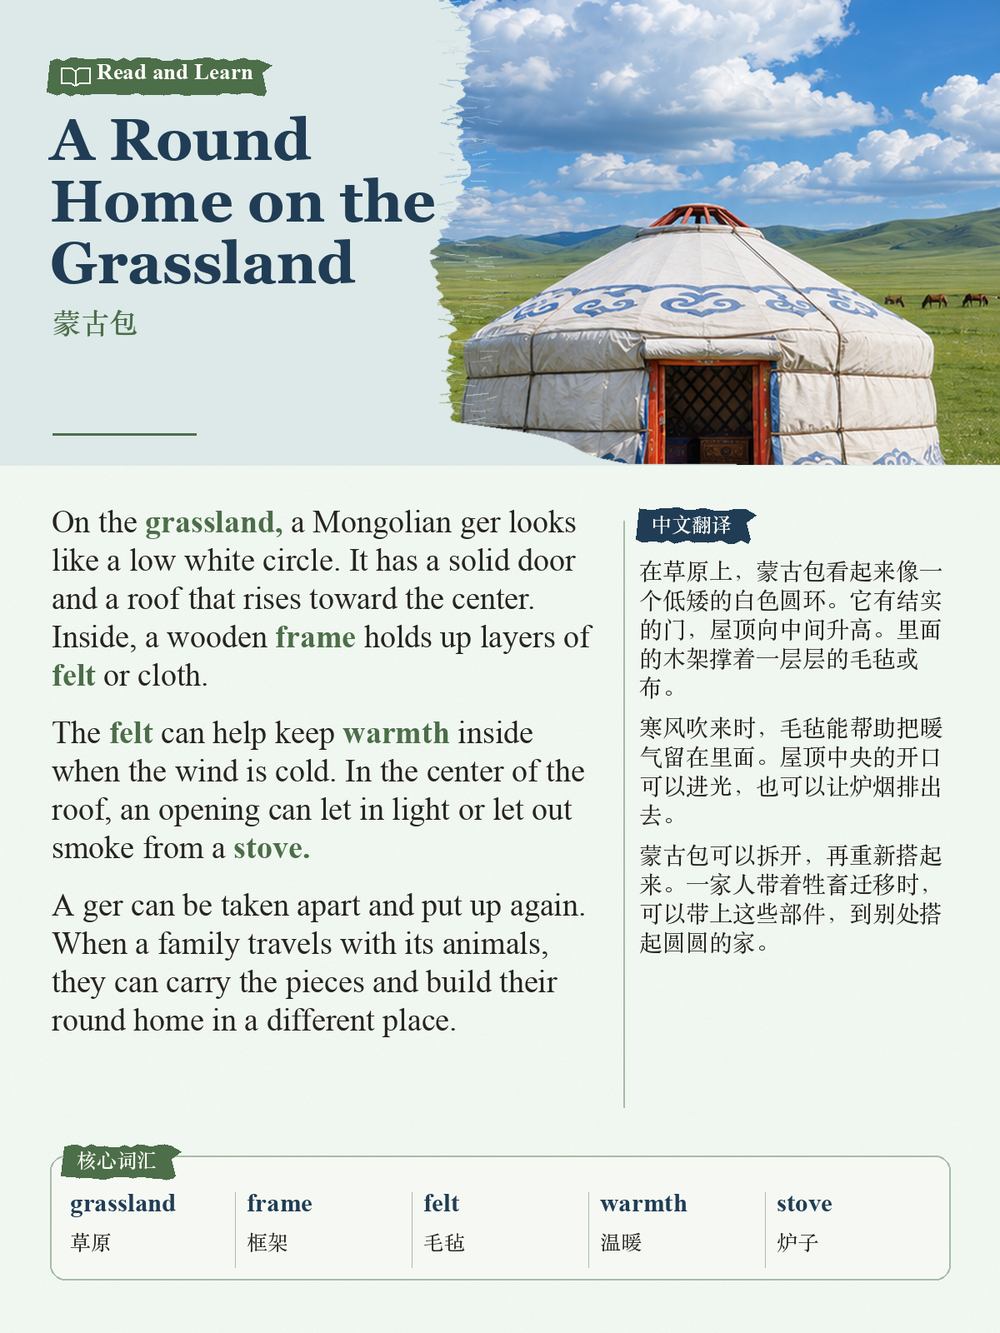 Read and Learn
A Round
Home on the
Grassland
蒙古包
On the grassland, a Mongolian ger looks
like a low white circle. It has a solid door
and a roof that rises toward the center.
Inside, a wooden frame holds up layers of
felt or cloth.
The felt can help keep warmth inside
when the wind is cold. In the center of the
roof, an opening can let in light or let out
smoke from a stove.
A ger can be taken apart and put up again.
When a family travels with its animals,
they can carry the pieces and build their
round home in a different place.
中文翻译
在草原上，蒙古包看起来像一
个低矮的白色圆环。它有结实
的门，屋顶向中间升高。里面
的木架撑着一层层的毛毡或
布。
寒风吹来时，毛毡能帮助把暖
气留在里面。屋顶中央的开口
可以进光，也可以让炉烟排出
去。
蒙古包可以拆开，再重新搭起
来。一家人带着牲畜迁移时，
可以带上这些部件，到别处搭
起圆圆的家。
核心词汇
grassland
草原
frame
框架
felt
毛毡
warmth
温暖
stove
炉子